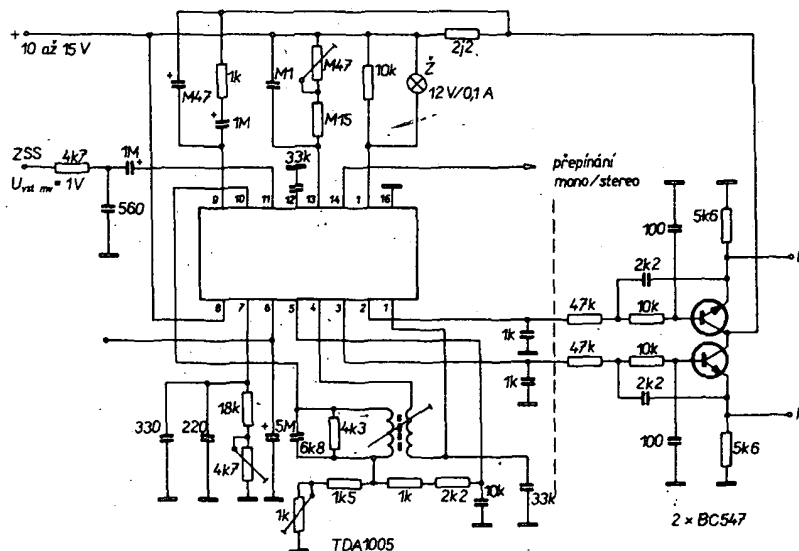 + 10 až 15 V
M47
1k
1M
M1
M47
M15
10k
2j2
Ž
12 V/0,1 A
ZSS
4k7
1M
560
33k
přepínání
mono/stereo
9 10 11 12 13 14 1 16
8 7 6 5 4 3 2 1
100
5k6
2k2
47k
10k
1k
47k
10k
1k
2k2
100
5k6
330
220
18k
4k7
5M
6k8
4k3
1k
1k5
1k
2k2
10k
33k
TDA1005
2 × BC547